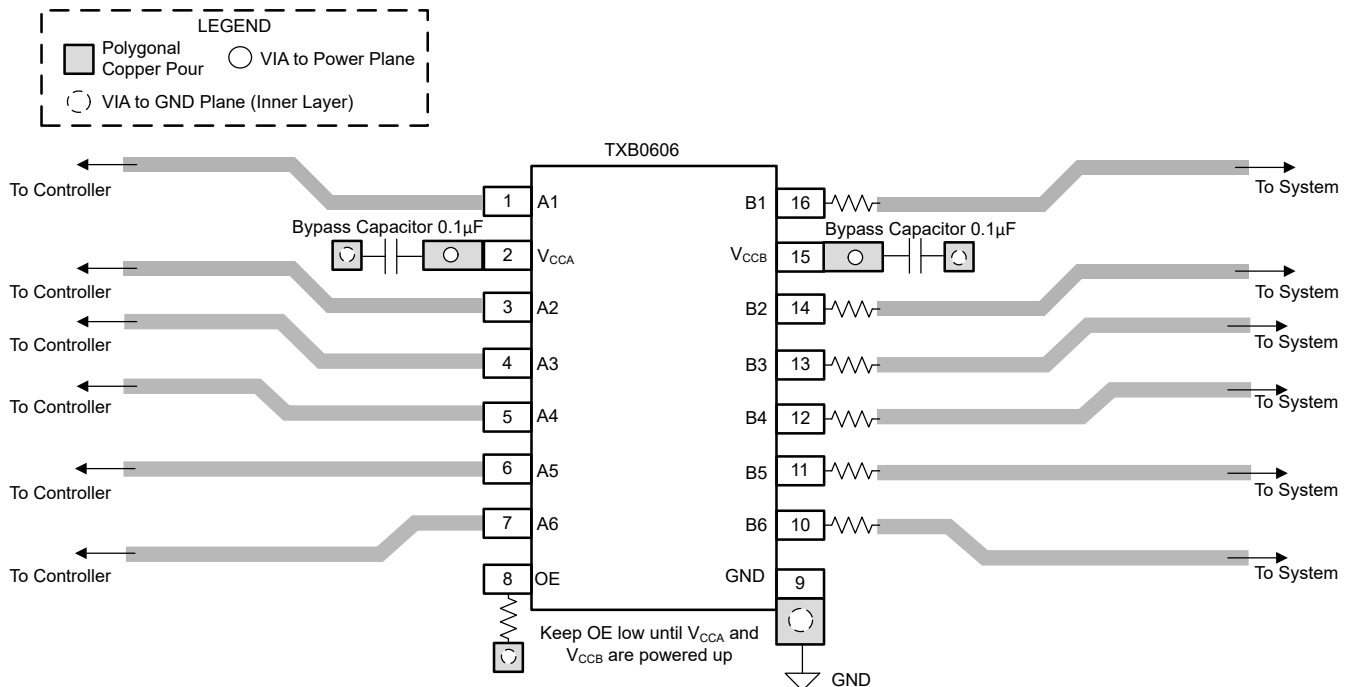 LEGEND
Polygonal
Copper Pour
VIA to Power Plane
VIA to GND Plane (Inner Layer)
TXB0606
To Controller
1
A1
B1
16
To System
Bypass Capacitor 0.1µF
2
VCCA
VCCB
15
Bypass Capacitor 0.1µF
To Controller
3
A2
B2
14
To System
To Controller
4
A3
B3
13
To System
To Controller
5
A4
B4
12
To System
To Controller
6
A5
B5
11
To System
To Controller
7
A6
B6
10
To System
8
OE
GND
9
Keep OE low until VCCA and
VCCB are powered up
GND